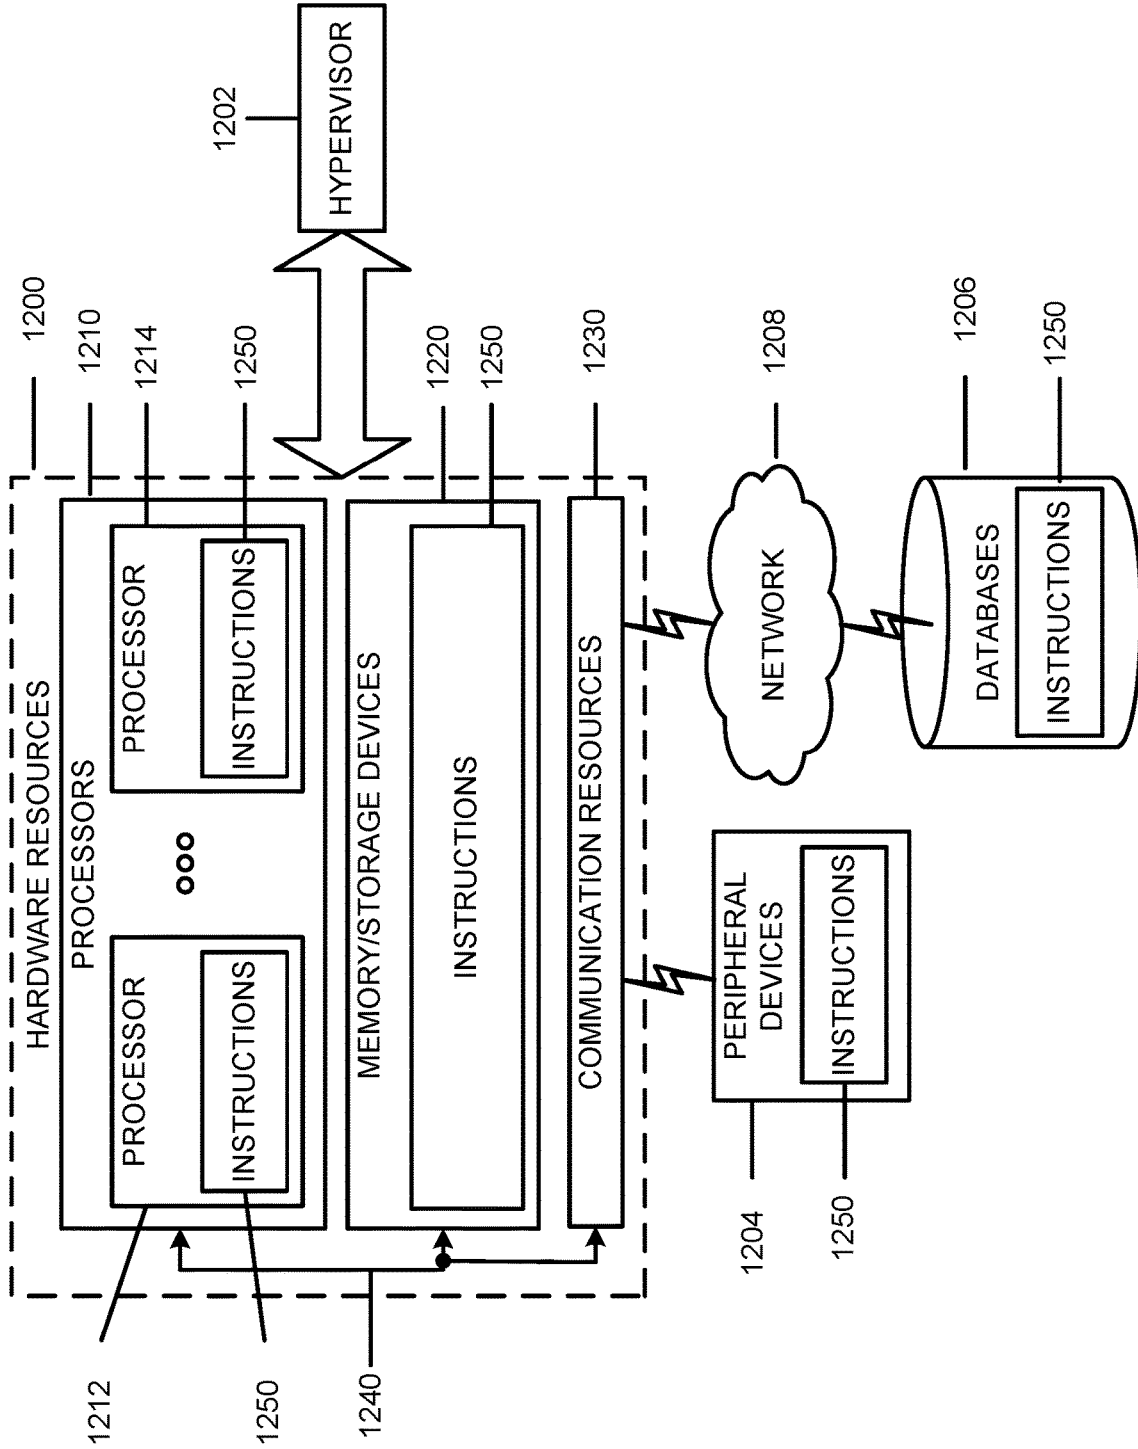 HARDWARE RESOURCES
1200
PROCESSORS
1210
PROCESSOR
INSTRUCTIONS
1212
1250
PROCESSOR
INSTRUCTIONS
1214
1250
1202
HYPERVISOR
MEMORY/STORAGE DEVICES
1220
INSTRUCTIONS
1250
COMMUNICATION RESOURCES
1230
1240
PERIPHERAL
DEVICES
INSTRUCTIONS
1204
1250
NETWORK
1208
DATABASES
1206
INSTRUCTIONS
1250